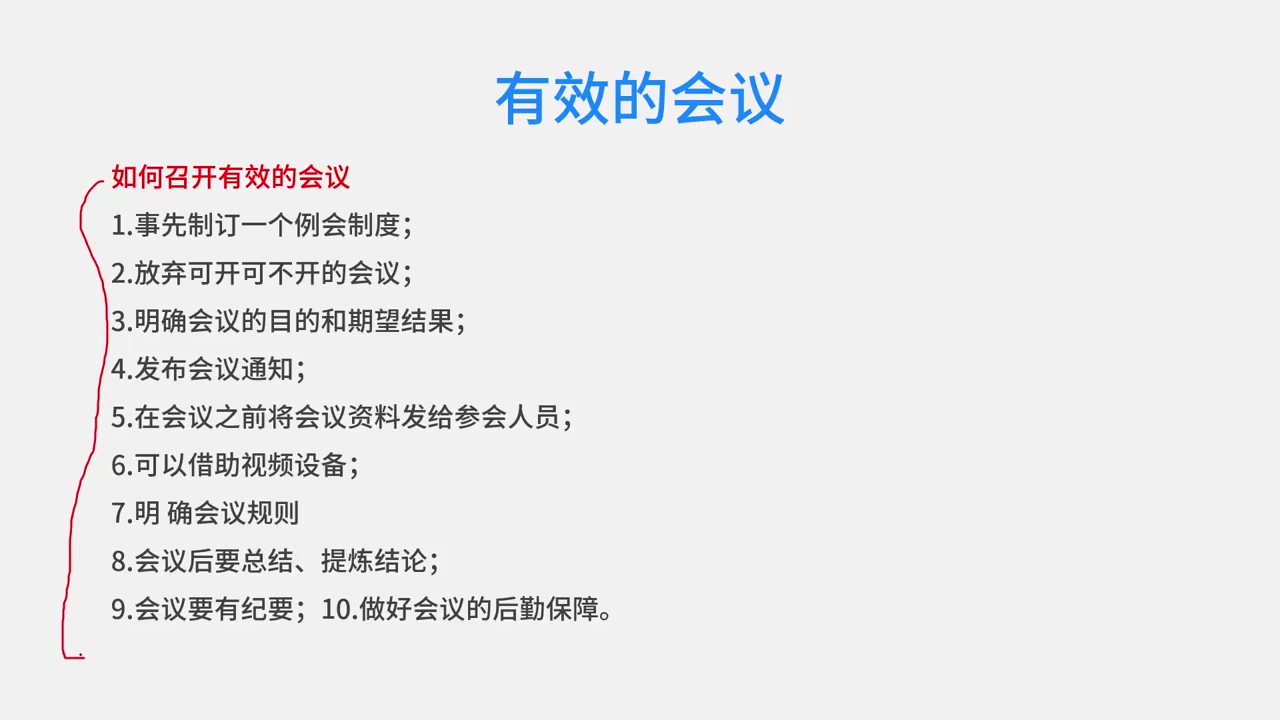 有效的会议
如何召开有效的会议
1.事先制订一个例会制度；
2.放弃可开可不开的会议；
3.明确会议的目的和期望结果；
4.发布会议通知；
5.在会议之前将会议资料发给参会人员；
6.可以借助视频设备；
7.明 确会议规则
8.会议后要总结、提炼结论；
9.会议要有纪要；10.做好会议的后勤保障。